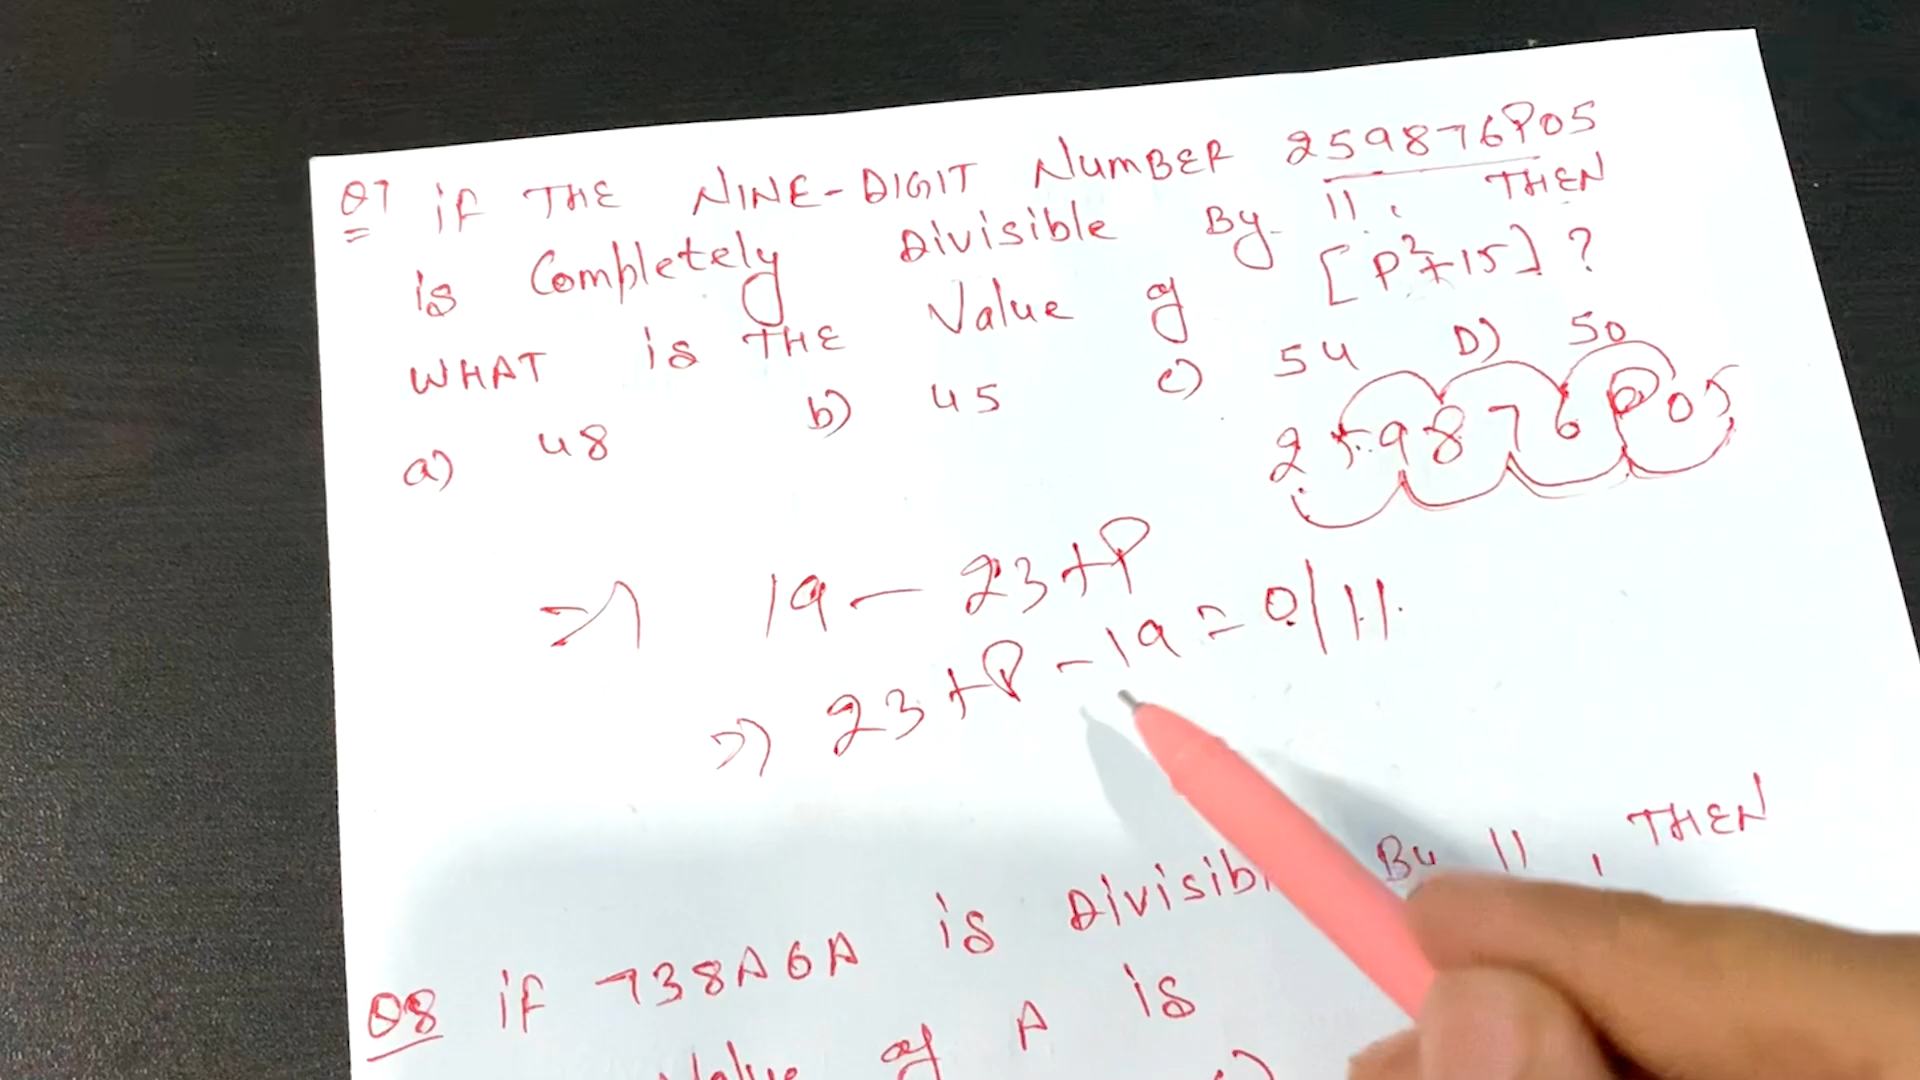 Q7 if THE NINE-DIGIT NUMBER 259876P05
is Completely Divisible By 11, THEN
WHAT is THE Value of [P²+15]?
a) 48 b) 45 c) 54 D) 50
259876P05
=> 19 - 23+P
=> 23+P-19=0/11
Q8 if 738A6A is Divisible By 11, THEN
Value of A is